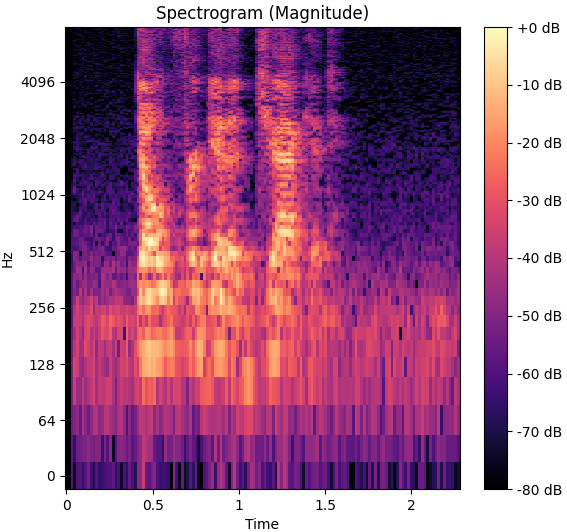 Spectrogram (Magnitude)
Hz
4096
2048
1024
512
256
128
64
0
0
0.5
1
1.5
2
Time
+0 dB
-10 dB
-20 dB
-30 dB
-40 dB
-50 dB
-60 dB
-70 dB
-80 dB